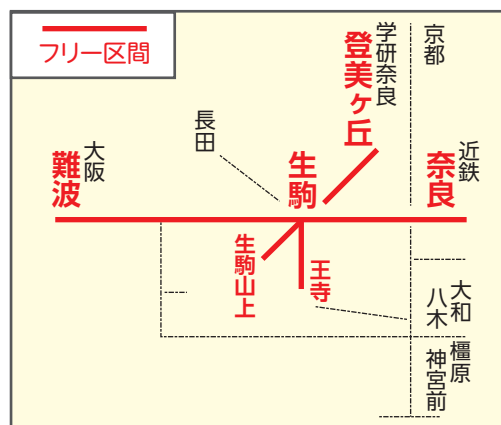 フリー区間
大阪
難波
長田
生駒
学研奈良
登美ヶ丘
京都
近鉄
奈良
生駒山上
王寺
大和
八木
橿原
神宮前